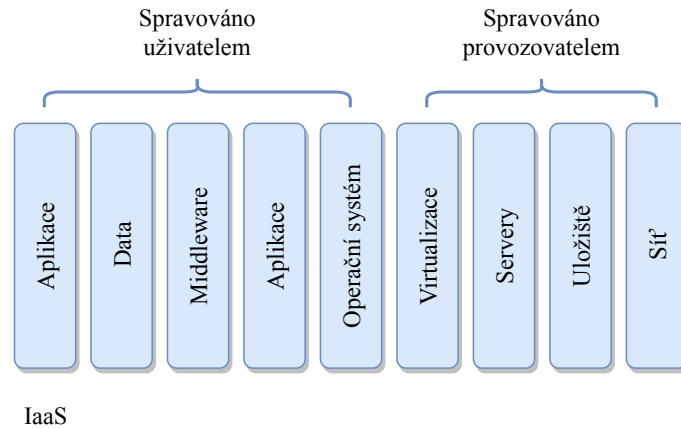 Spravováno
uživatelem
Spravováno
provozovatelem
Aplikace
Data
Middleware
Aplikace
Operační systém
Virtualizace
Servery
Uložiště
Síť
IaaS